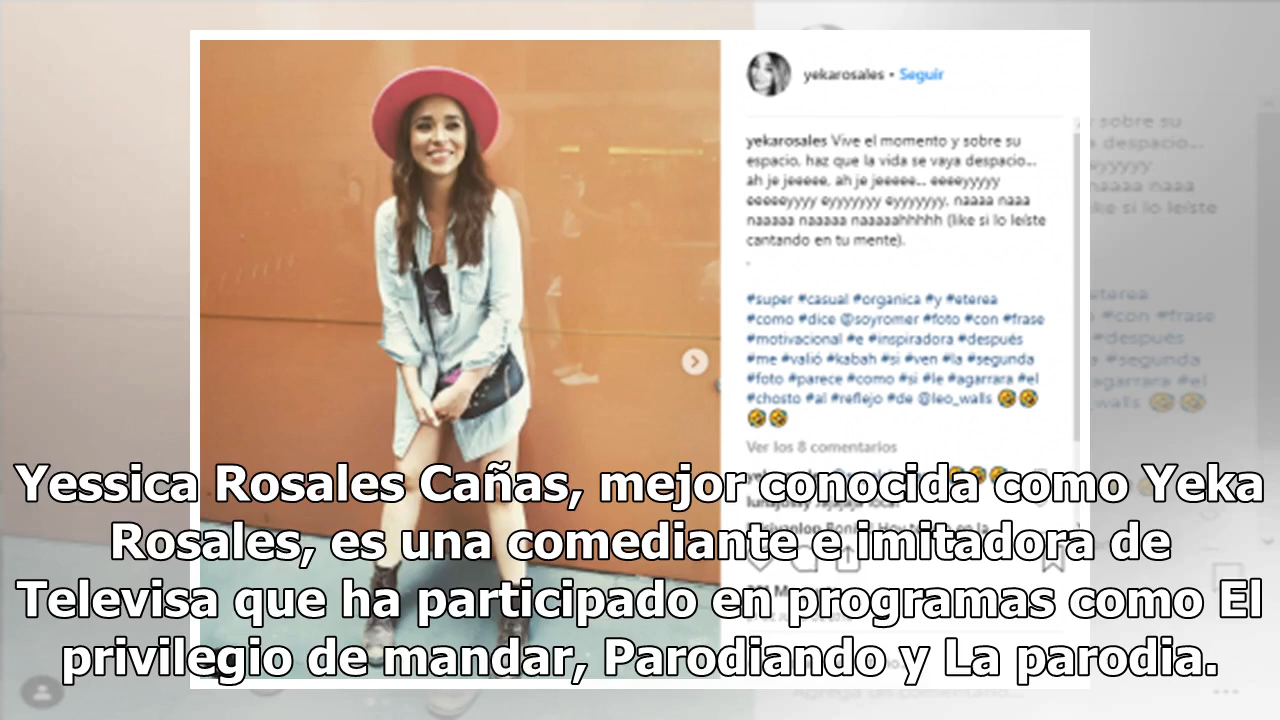 yekarosales • Seguir
yekarosales Vive el momento y sobre su
espacio, haz que la vida se vaya despacio...
ah je jeeeee, ah je jeeeee... eeeeyyyyy
eeeeeyyyy eyyyyyyy eyyyyyyy, naaaa naaa
naaaaa naaaaa naaaaahhhhh (like si lo leíste
cantando en tu mente).
.
#super #casual #organica #y #eterea
#como #dice @soyromer #foto #con #frase
#motivacional #e #inspiradora #después
#me #valió #kabah #si #ven #la #segunda
#foto #parece #como #si #le #agarrara #el
#chosto #al #reflejo #de @leo_walls 🤣🤣
🤣🤣
Ver los 8 comentarios
Yessica Rosales Cañas, mejor conocida como Yeka
Rosales, es una comediante e imitadora de
Televisa que ha participado en programas como El
privilegio de mandar, Parodiando y La parodia.